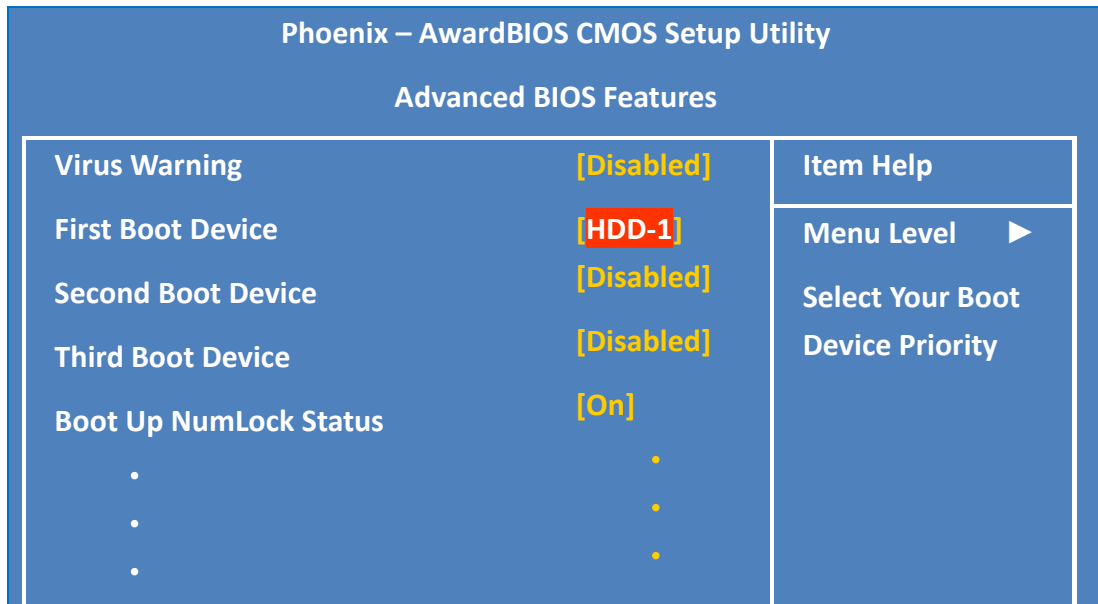 Phoenix – AwardBIOS CMOS Setup Utility
Advanced BIOS Features
Virus Warning [Disabled]
First Boot Device [HDD-1]
Second Boot Device [Disabled]
Third Boot Device [Disabled]
Boot Up NumLock Status [On]
Item Help
Menu Level ►
Select Your Boot
Device Priority